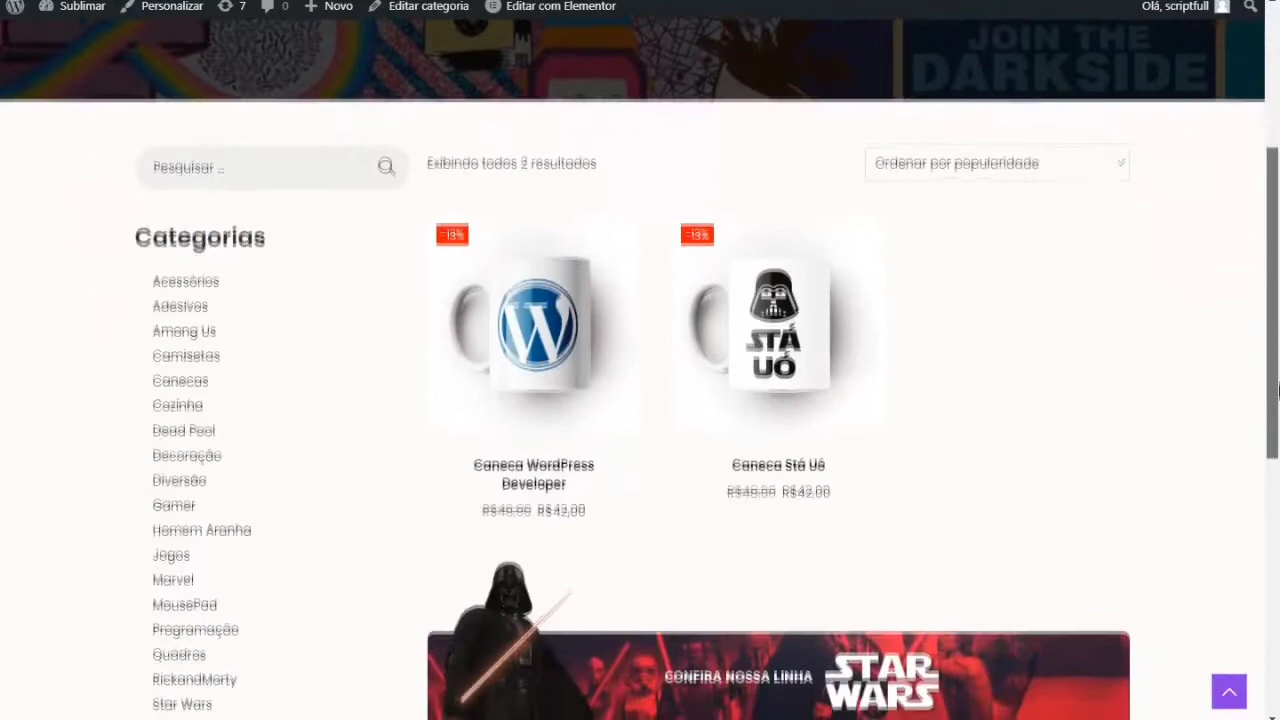 Sublimar Personalizar 7 0 Novo Editar categoria Editar com Elementor Olá, scriptfull
JOIN THE
DARKSIDE
Pesquisar ...
Exibindo todos 2 resultados
Ordenar por popularidade
Categorias
Acessórios
Adesivos
Among Us
Camisetas
Canecas
Cozinha
Dead Pool
Decoração
Diversão
Gamer
Homem Aranha
Jogos
Marvel
MousePad
Programação
Quadros
RickandMorty
Star Wars
-13%
W
Caneca WordPress
Developer
R$48,00 R$42,00
-13%
STÁ
UÓ
Caneca Stá Uó
R$48,00 R$42,00
CONFIRA NOSSA LINHA
STAR
WARS